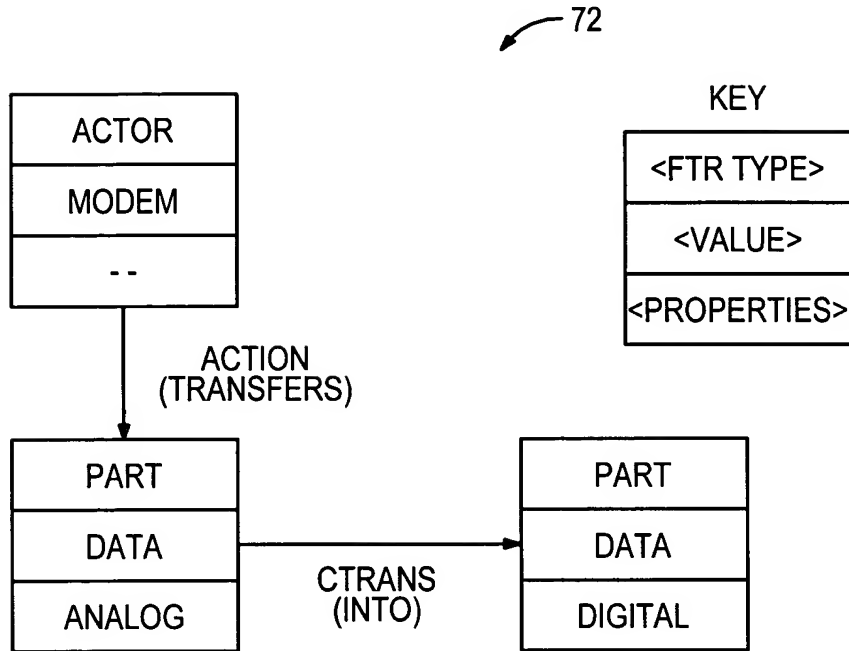 72
ACTOR
MODEM
--
KEY
<FTR TYPE>
<VALUE>
<PROPERTIES>
ACTION
(TRANSFERS)
PART
DATA
ANALOG
CTRANS
(INTO)
PART
DATA
DIGITAL